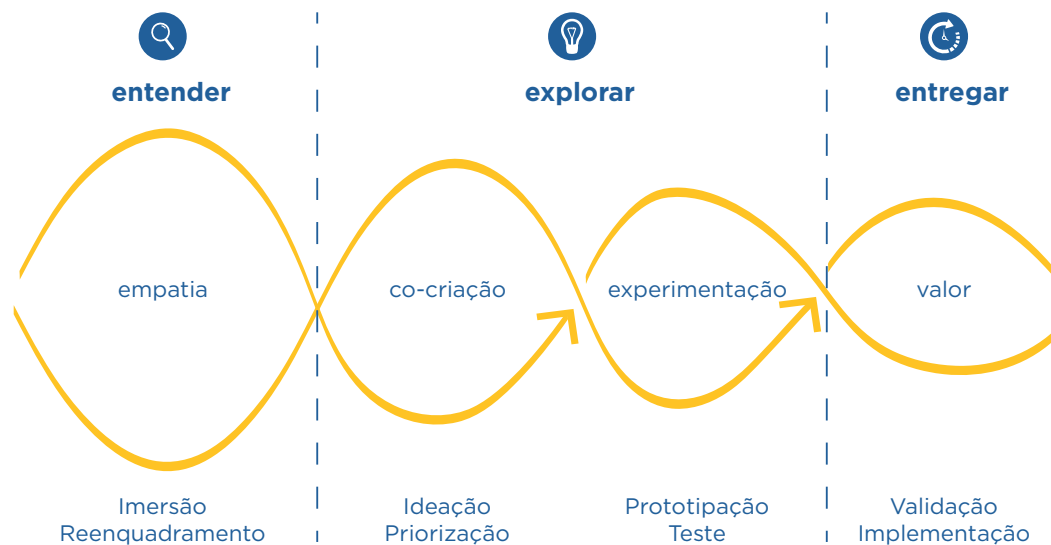 entender
explorar
entregar
empatia
co-criação
experimentação
valor
Imersão
Reenquadramento
Ideação
Priorização
Prototipação
Teste
Validação
Implementação